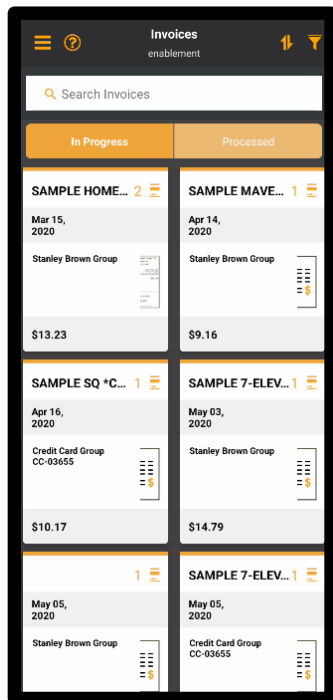 Invoices
enablement
Search Invoices
In Progress
Processed
SAMPLE HOME... 2
Mar 15,
2020
Stanley Brown Group
$13.23
SAMPLE MAVE... 1
Apr 14,
2020
Stanley Brown Group
$9.16
SAMPLE SQ *C... 1
Apr 16,
2020
Credit Card Group
CC-03655
$10.17
SAMPLE 7-ELEV... 1
May 03,
2020
Stanley Brown Group
$14.79
1
May 05,
2020
Stanley Brown Group
SAMPLE 7-ELEV... 1
May 05,
2020
Credit Card Group
CC-03655